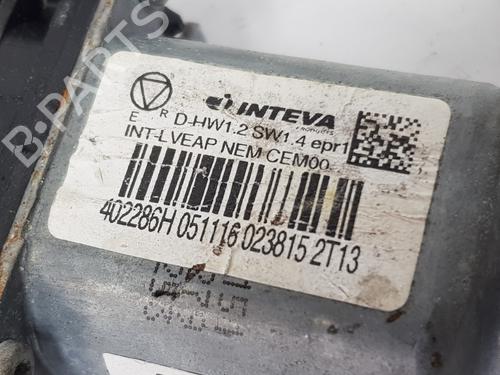 INTEVA
PRODUCTS
E R D-HW1.2 SW1.4 epr1
INT-LVEAP NEM CEM00
402286H 051116 023815 2T13
B-PARTS